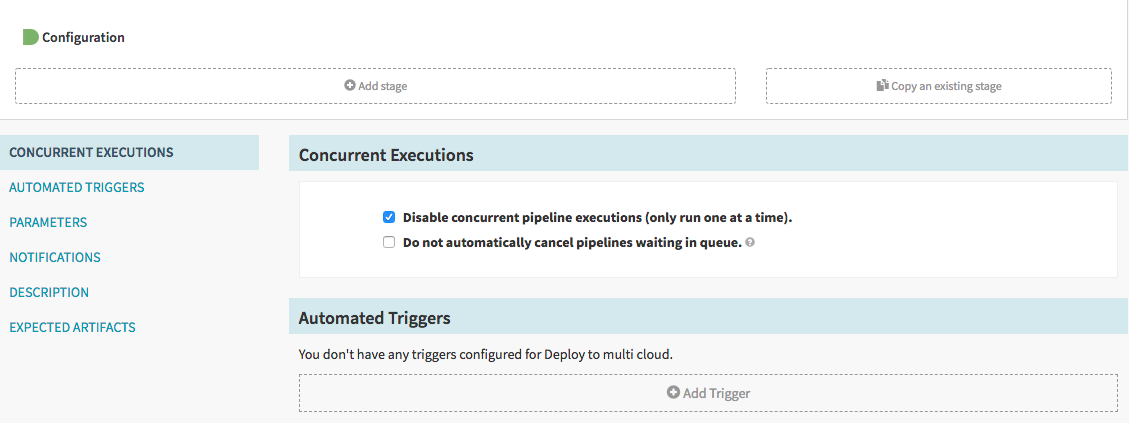 Configuration
Add stage
Copy an existing stage
CONCURRENT EXECUTIONS
AUTOMATED TRIGGERS
PARAMETERS
NOTIFICATIONS
DESCRIPTION
EXPECTED ARTIFACTS
Concurrent Executions
Disable concurrent pipeline executions (only run one at a time).
Do not automatically cancel pipelines waiting in queue. ?
Automated Triggers
You don't have any triggers configured for Deploy to multi cloud.
Add Trigger